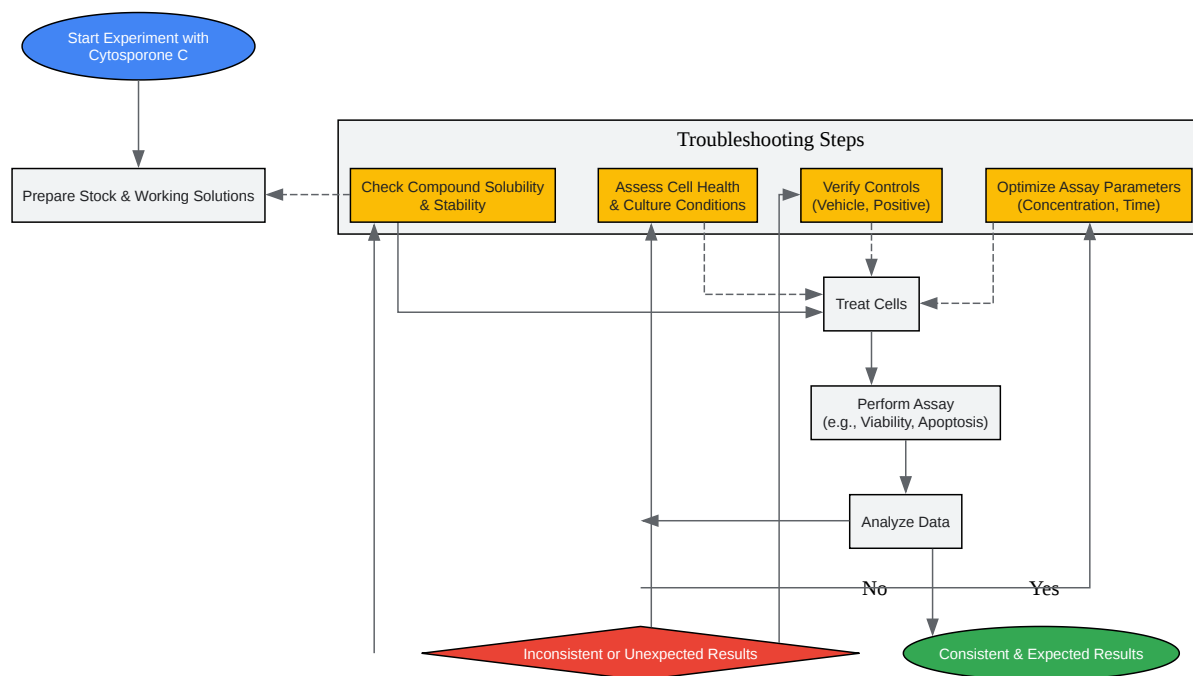 Start Experiment with
Cytosporone C
Troubleshooting Steps
Prepare Stock & Working Solutions
Check Compound Solubility
& Stability
Assess Cell Health
& Culture Conditions
Verify Controls
(Vehicle, Positive)
Optimize Assay Parameters
(Concentration, Time)
Treat Cells
Perform Assay
(e.g., Viability, Apoptosis)
Analyze Data
No
Yes
Inconsistent or Unexpected Results
Consistent & Expected Results